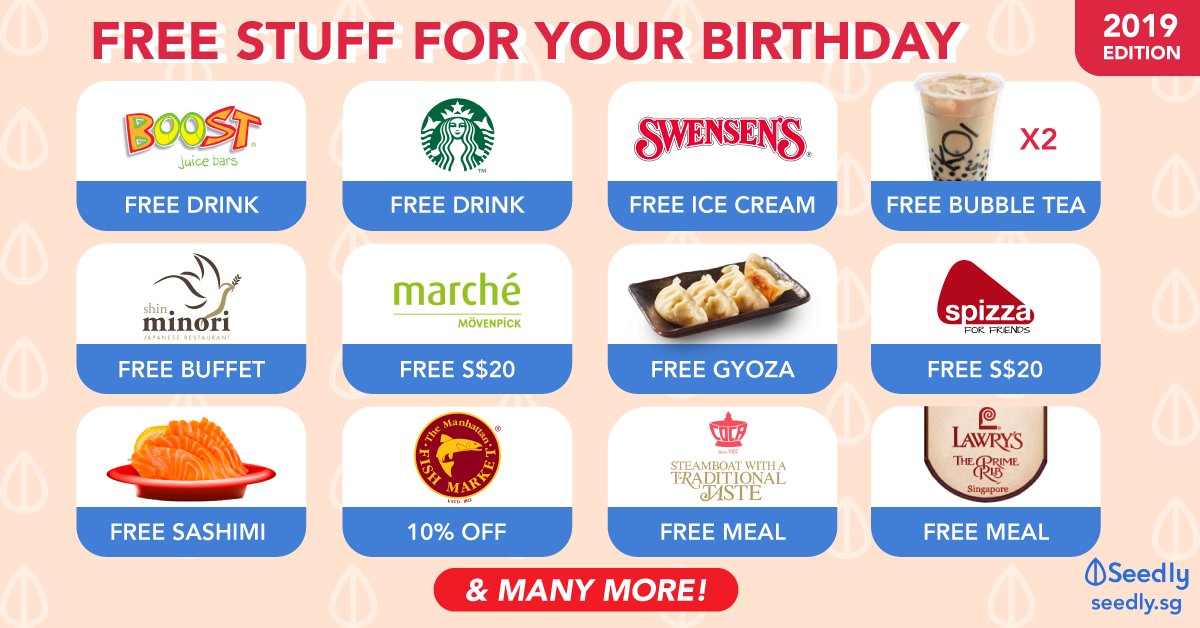 FREE STUFF FOR YOUR BIRTHDAY
2019
EDITION
BOOST
juice bars
FREE DRINK
TM
FREE DRINK
SWENSEN'S
FREE ICE CREAM
KOI
X2
FREE BUBBLE TEA
shin
minori
JAPANESE RESTAURANT
FREE BUFFET
marché
MÖVENPICK
FREE S$20
FREE GYOZA
spizza
FOR FRIENDS
FREE S$20
FREE SASHIMI
The Manhattan
FISH MARKET
10% OFF
COCA
Since 1957
STEAMBOAT WITH A
TRADITIONAL
TASTE
FREE MEAL
LAWRY'S
THE PRIME
RIB
Singapore
FREE MEAL
& MANY MORE!
Seedly
seedly.sg